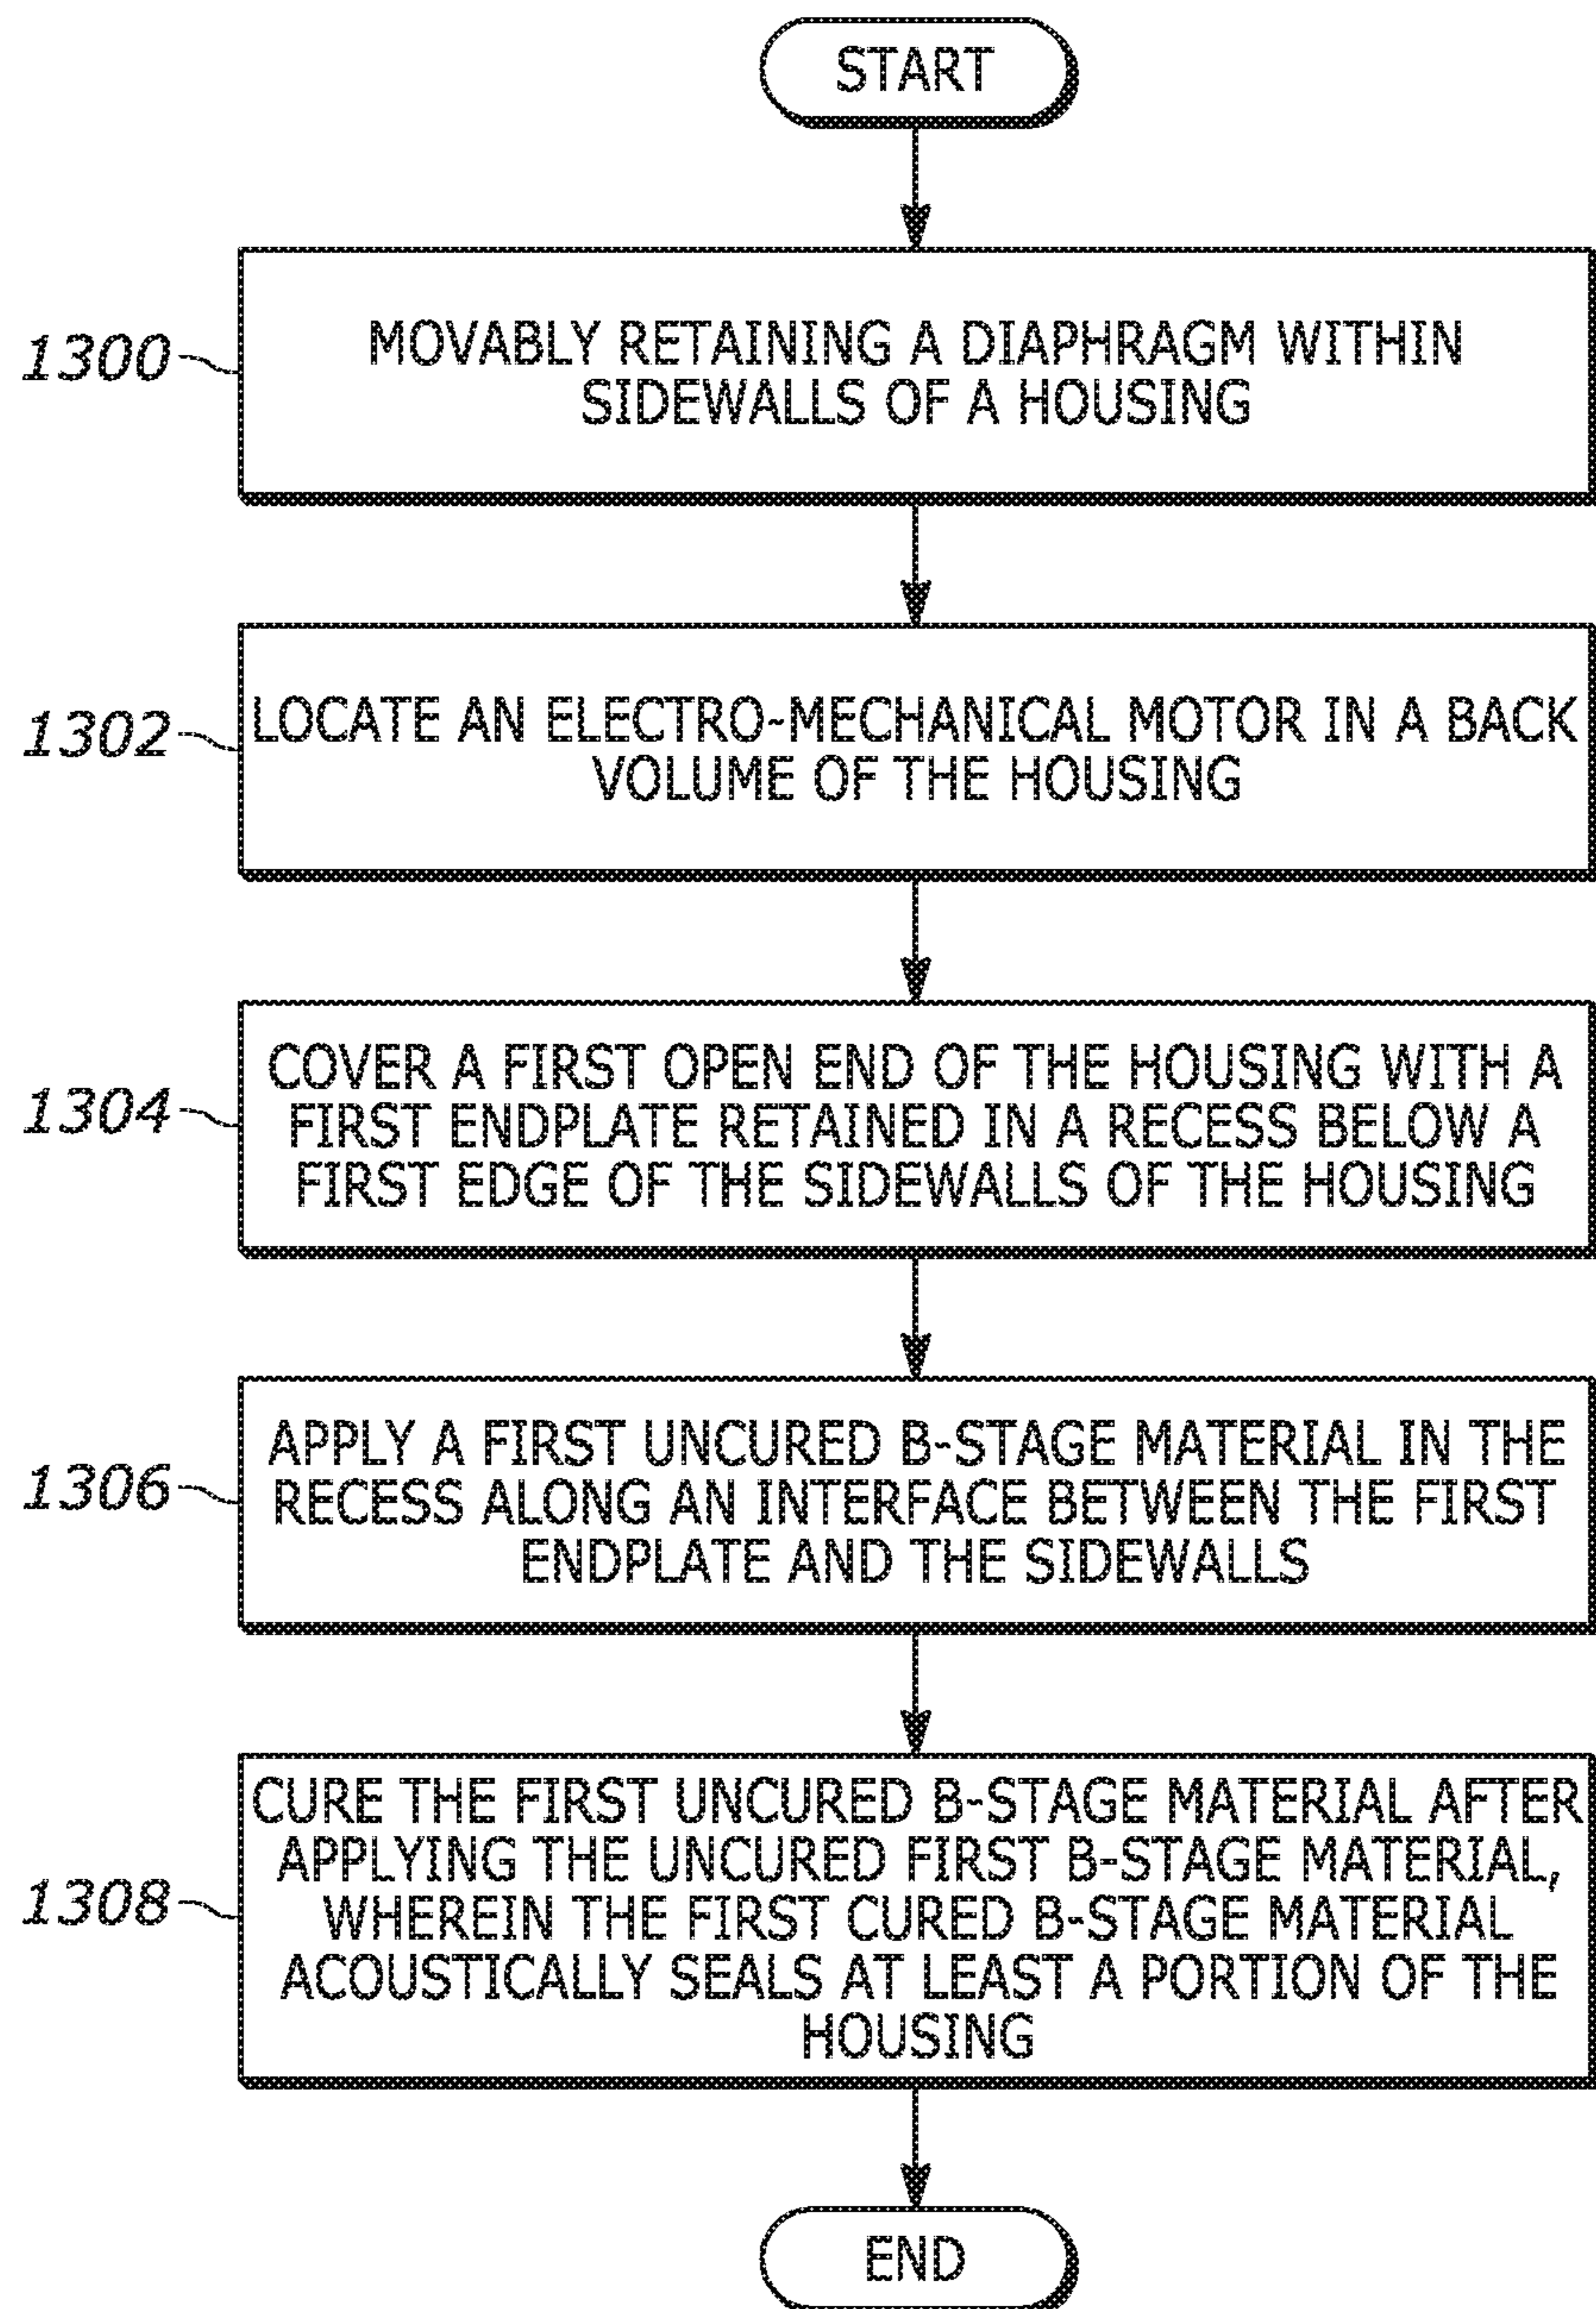 START
1300
MOVABLY RETAINING A DIAPHRAGM WITHIN
SIDEWALLS OF A HOUSING
1302
LOCATE AN ELECTRO-MECHANICAL MOTOR IN A BACK
VOLUME OF THE HOUSING
1304
COVER A FIRST OPEN END OF THE HOUSING WITH A
FIRST ENDPLATE RETAINED IN A RECESS BELOW A
FIRST EDGE OF THE SIDEWALLS OF THE HOUSING
1306
APPLY A FIRST UNCURED B-STAGE MATERIAL IN THE
RECESS ALONG AN INTERFACE BETWEEN THE FIRST
ENDPLATE AND THE SIDEWALLS
1308
CURE THE FIRST UNCURED B-STAGE MATERIAL AFTER
APPLYING THE UNCURED FIRST B-STAGE MATERIAL,
WHEREIN THE FIRST CURED B-STAGE MATERIAL
ACOUSTICALLY SEALS AT LEAST A PORTION OF THE
HOUSING
END